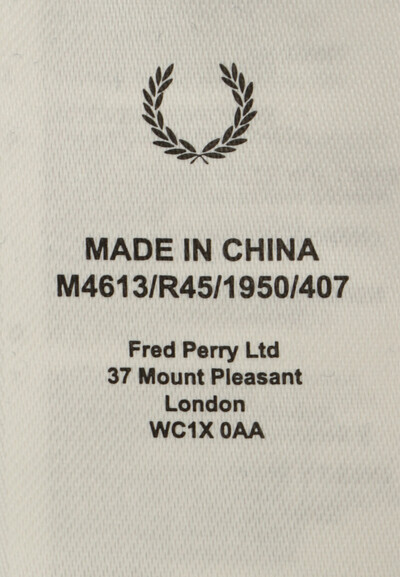 MADE IN CHINA
M4613/R45/1950/407
Fred Perry Ltd
37 Mount Pleasant
London
WC1X 0AA